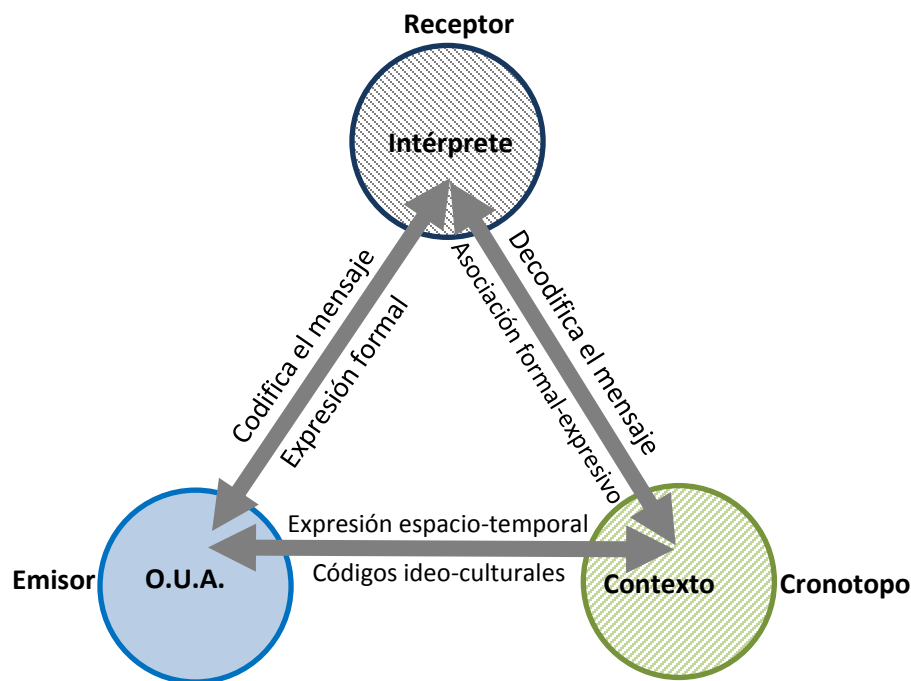 Receptor
Intérprete
Codifica el mensaje
Expresión formal
Decodifica el mensaje
Asociación formal-expresivo
Expresión espacio-temporal
Códigos ideo-culturales
Emisor
O.U.A.
Contexto
Cronotopo